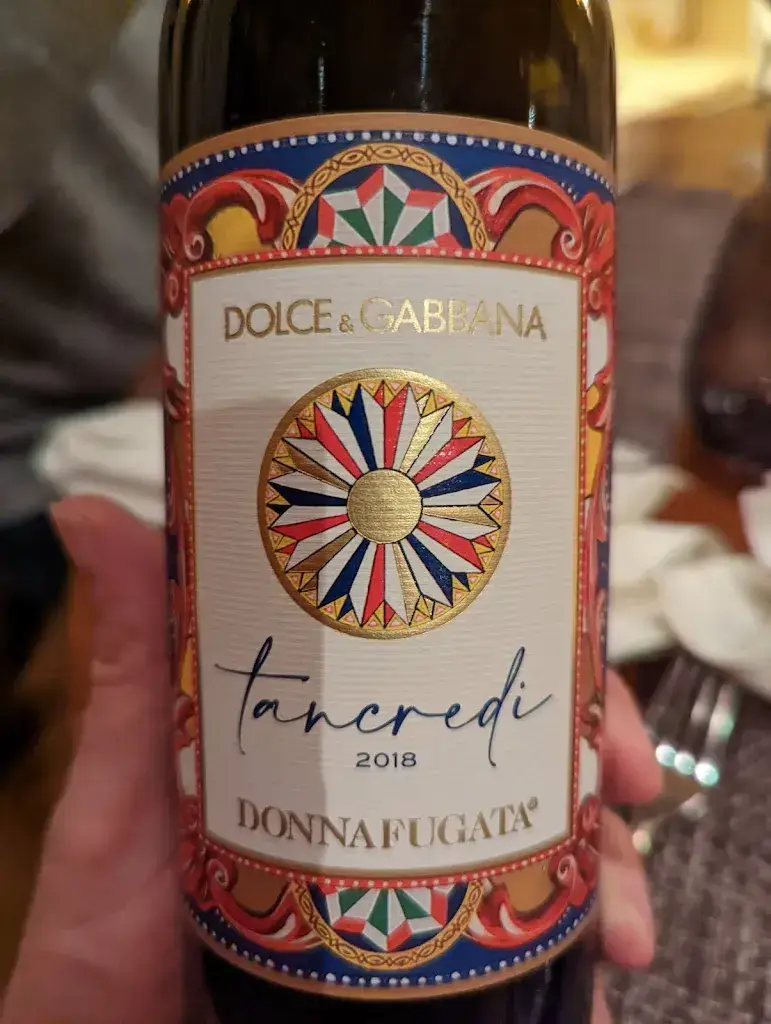 DOLCE & GABBANA
tancredi
2018
DONNAFUGATA®